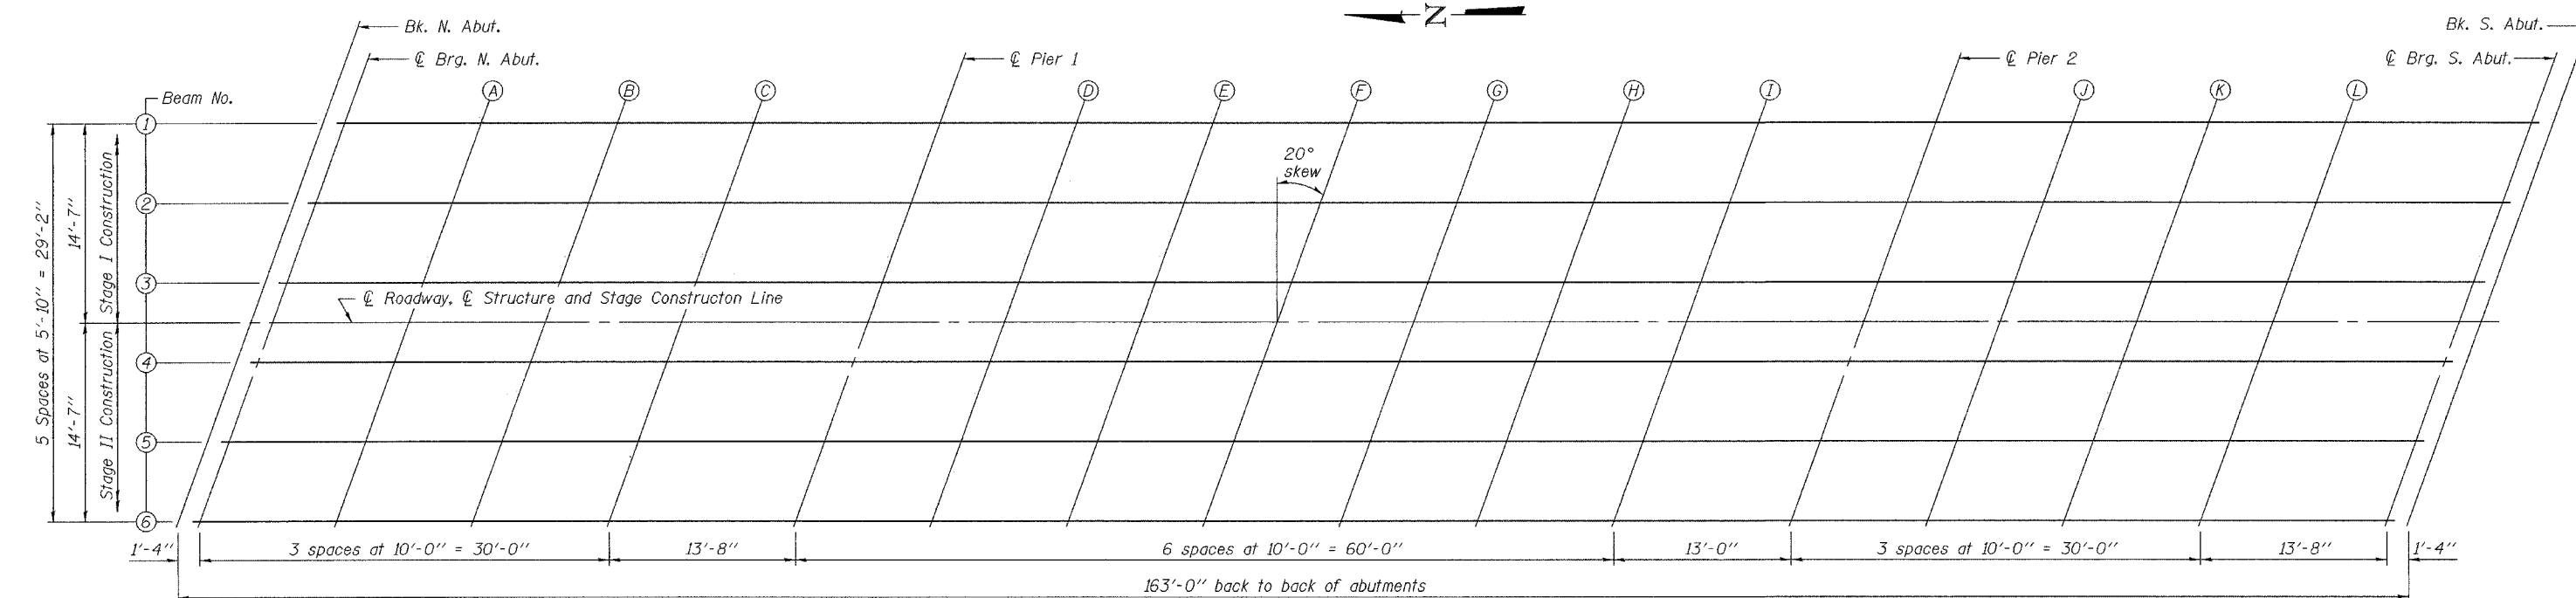 N
Bk. N. Abut.
Bk. S. Abut.
℄ Brg. N. Abut.
℄ Pier 1
℄ Pier 2
℄ Brg. S. Abut.
Beam No.
A
B
C
D
E
F
G
H
I
J
K
L
1
2
3
4
5
6
20°
skew
5 Spaces at 5'-10" = 29'-2"
14'-7"
14'-7"
Stage I Construction
Stage II Construction
℄ Roadway, ℄ Structure and Stage Constructon Line
1'-4"
3 spaces at 10'-0" = 30'-0"
13'-8"
6 spaces at 10'-0" = 60'-0"
13'-0"
3 spaces at 10'-0" = 30'-0"
13'-8"
1'-4"
163'-0" back to back of abutments